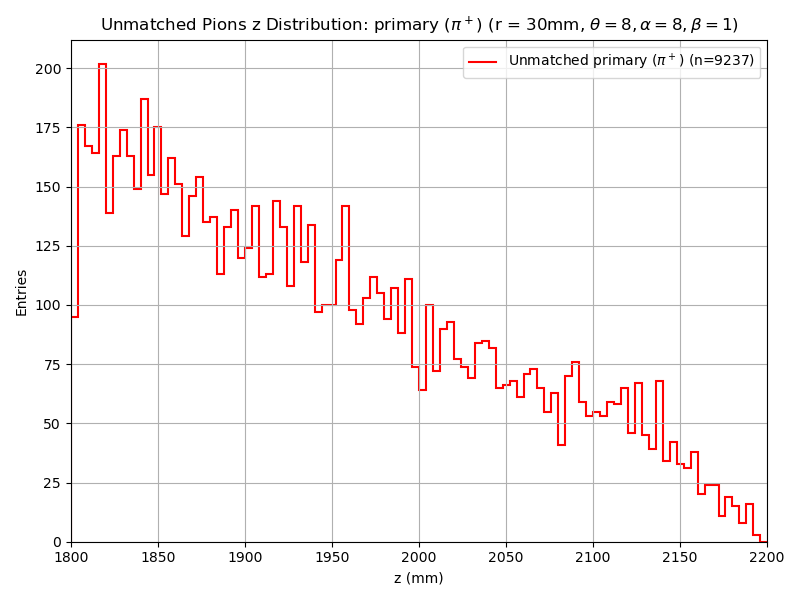 Unmatched Pions z Distribution: primary (π⁺) (r = 30mm, θ = 8, α = 8, β = 1)
Unmatched primary (π⁺) (n=9237)
200
175
150
125
100
75
50
25
0
Entries
1800 1850 1900 1950 2000 2050 2100 2150 2200
z (mm)